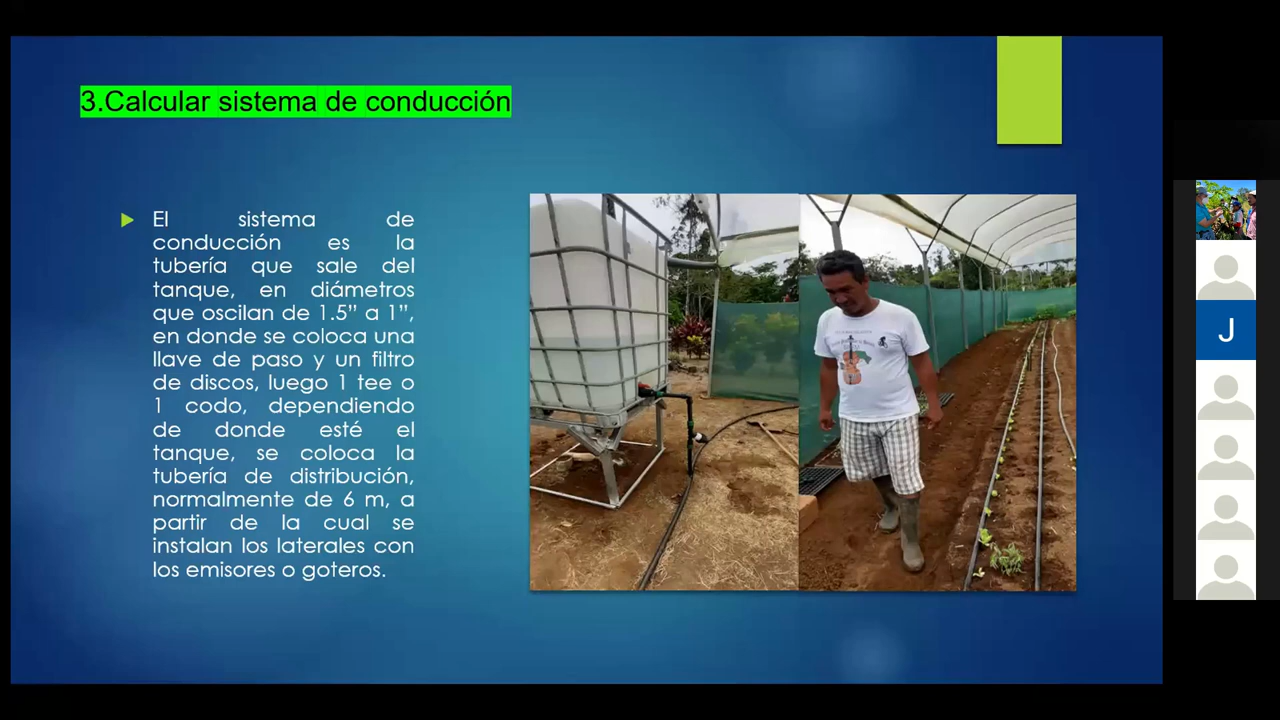 3.Calcular sistema de conducción
El sistema de
conducción es la
tubería que sale del
tanque, en diámetros
que oscilan de 1.5” a 1”,
en donde se coloca una
llave de paso y un filtro
de discos, luego 1 tee o
1 codo, dependiendo
de donde esté el
tanque, se coloca la
tubería de distribución,
normalmente de 6 m, a
partir de la cual se
instalan los laterales con
los emisores o goteros.
J